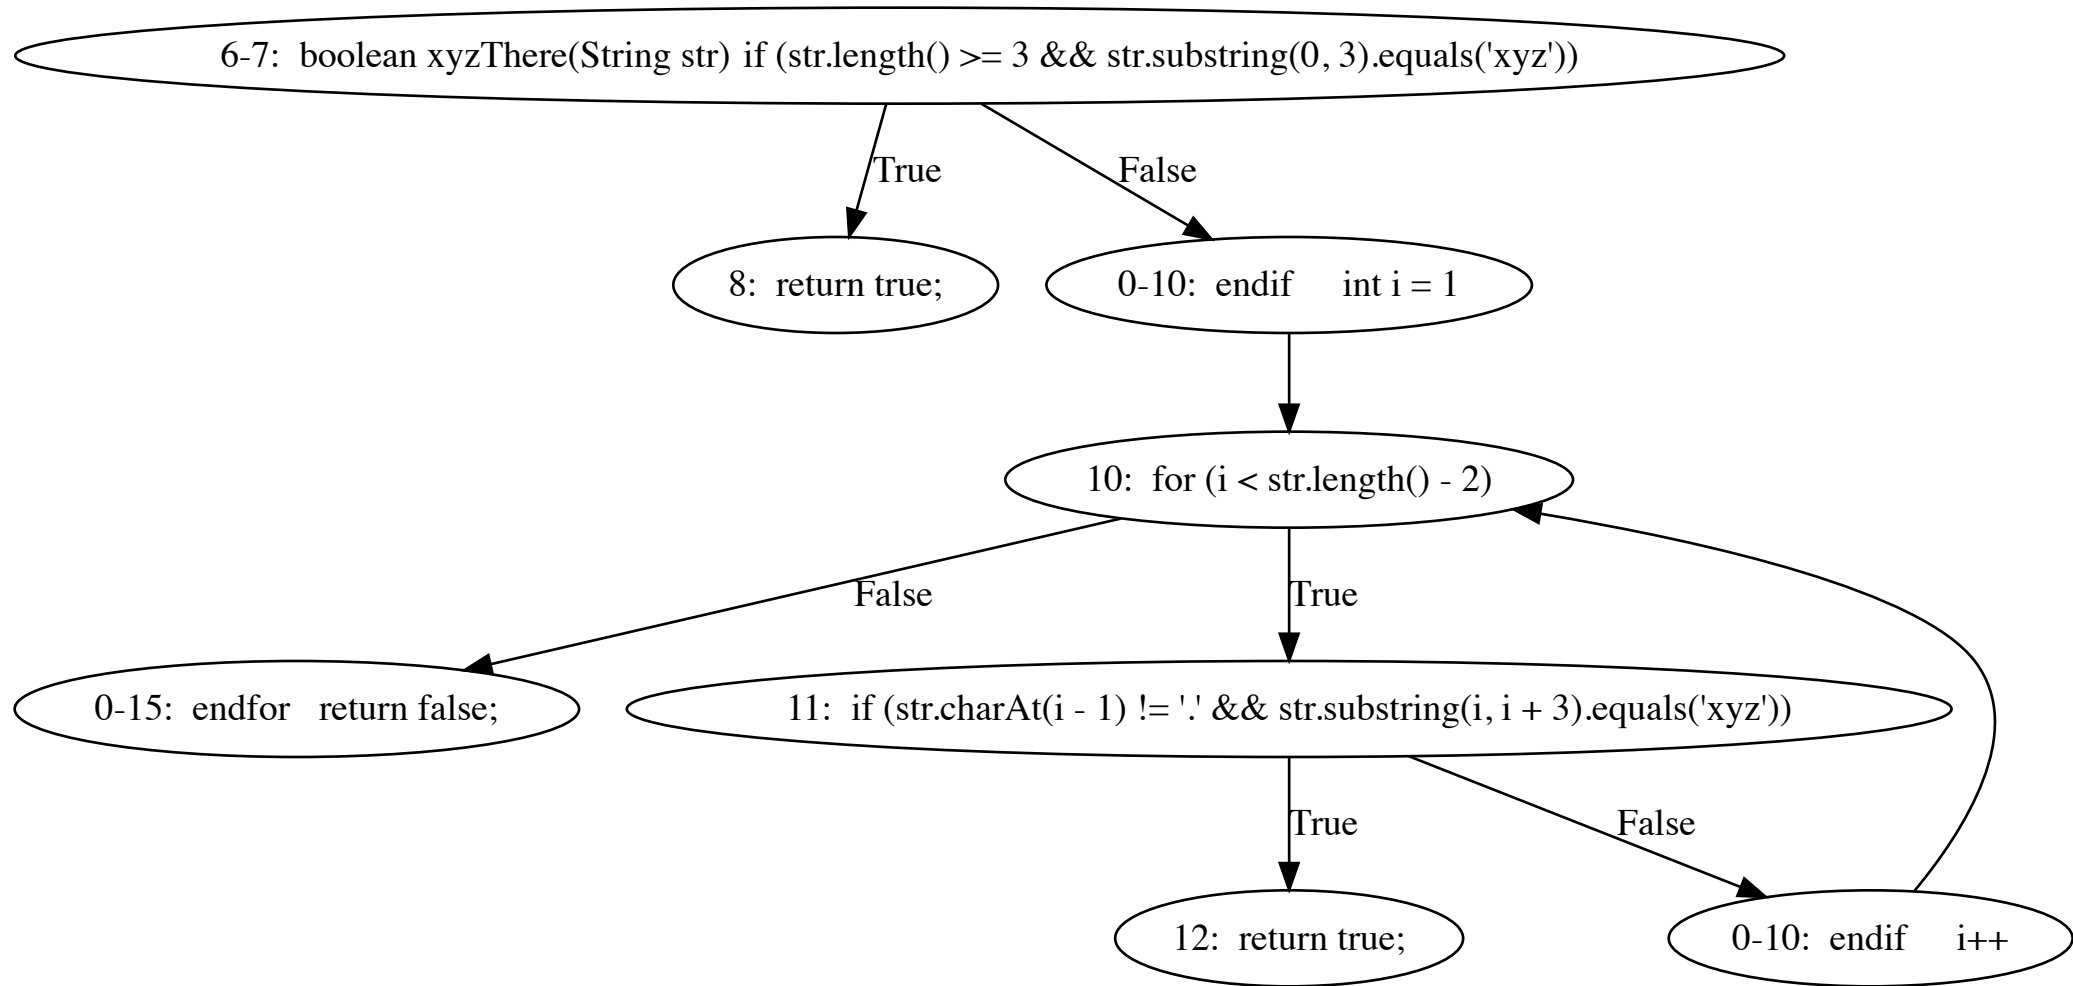 6-7:  boolean xyzThere(String str) if (str.length() >= 3 && str.substring(0, 3).equals('xyz'))
True
False
8:  return true;
0-10:  endif     int i = 1
10:  for (i < str.length() - 2)
False
True
0-15:  endfor   return false;
11:  if (str.charAt(i - 1) != '.' && str.substring(i, i + 3).equals('xyz'))
True
False
12:  return true;
0-10:  endif     i++